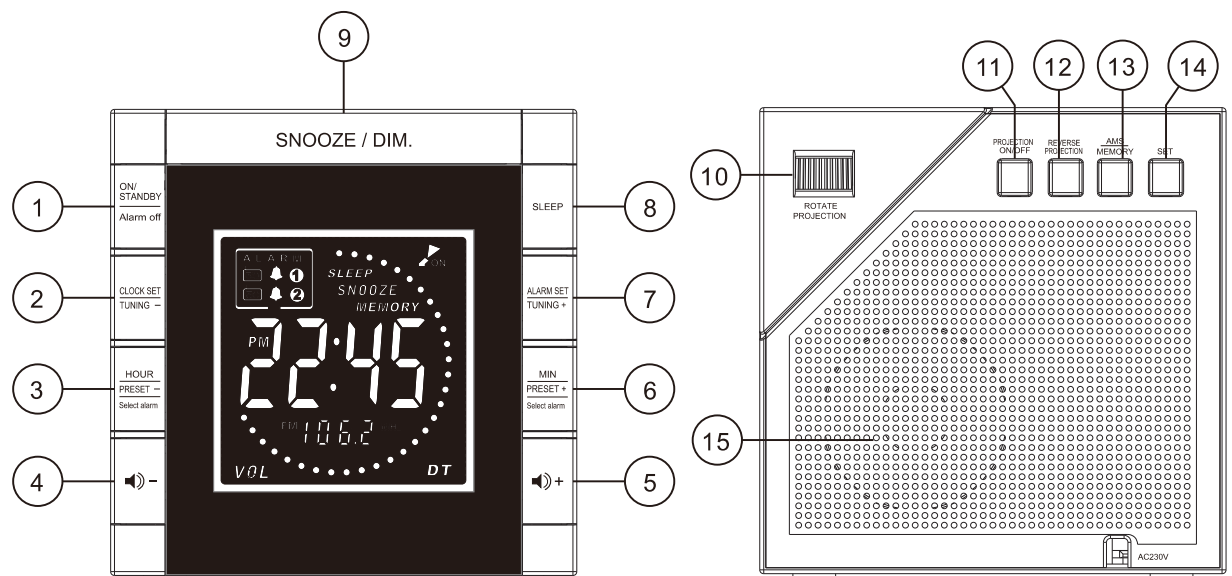 9
SNOOZE / DIM.
1
ON/
STANDBY
Alarm off
2
CLOCK SET
TUNING −
3
HOUR
PRESET −
Select alarm
4
−
ALARM
1
2
SLEEP
SNOOZE
MEMORY
ON
PM
22:45
FM 106.2
VOL
DT
SLEEP
8
ALARM SET
TUNING +
7
MIN
PRESET +
Select alarm
6
+
5
11
12
13
14
PROJECTION
ON/OFF
REVERSE
PROJECTION
AMS
MEMORY
SET
10
ROTATE
PROJECTION
15
AC230V